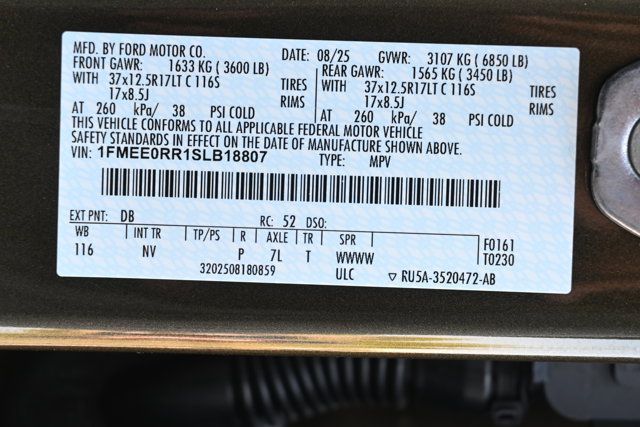 MFD. BY FORD MOTOR CO. DATE: 08/25 GVWR: 3107 KG ( 6850 LB)
FRONT GAWR: 1633 KG ( 3600 LB) REAR GAWR: 1565 KG ( 3450 LB)
WITH 37x12.5R17LT C 116S TIRES WITH 37x12.5R17LT C 116S TIRES
17x8.5J RIMS 17x8.5J RIMS
AT 260 kPa/ 38 PSI COLD AT 260 kPa/ 38 PSI COLD
THIS VEHICLE CONFORMS TO ALL APPLICABLE FEDERAL MOTOR VEHICLE
SAFETY STANDARDS IN EFFECT ON THE DATE OF MANUFACTURE SHOWN ABOVE.
VIN: 1FMEE0RR1SLB18807 TYPE: MPV
EXT PNT: DB RC: 52 DSO:
WB INT TR TP/PS R AXLE TR SPR F0161
116 NV P 7L T WWWW T0230
3202508180859 ULC ▽ RU5A-3520472-AB